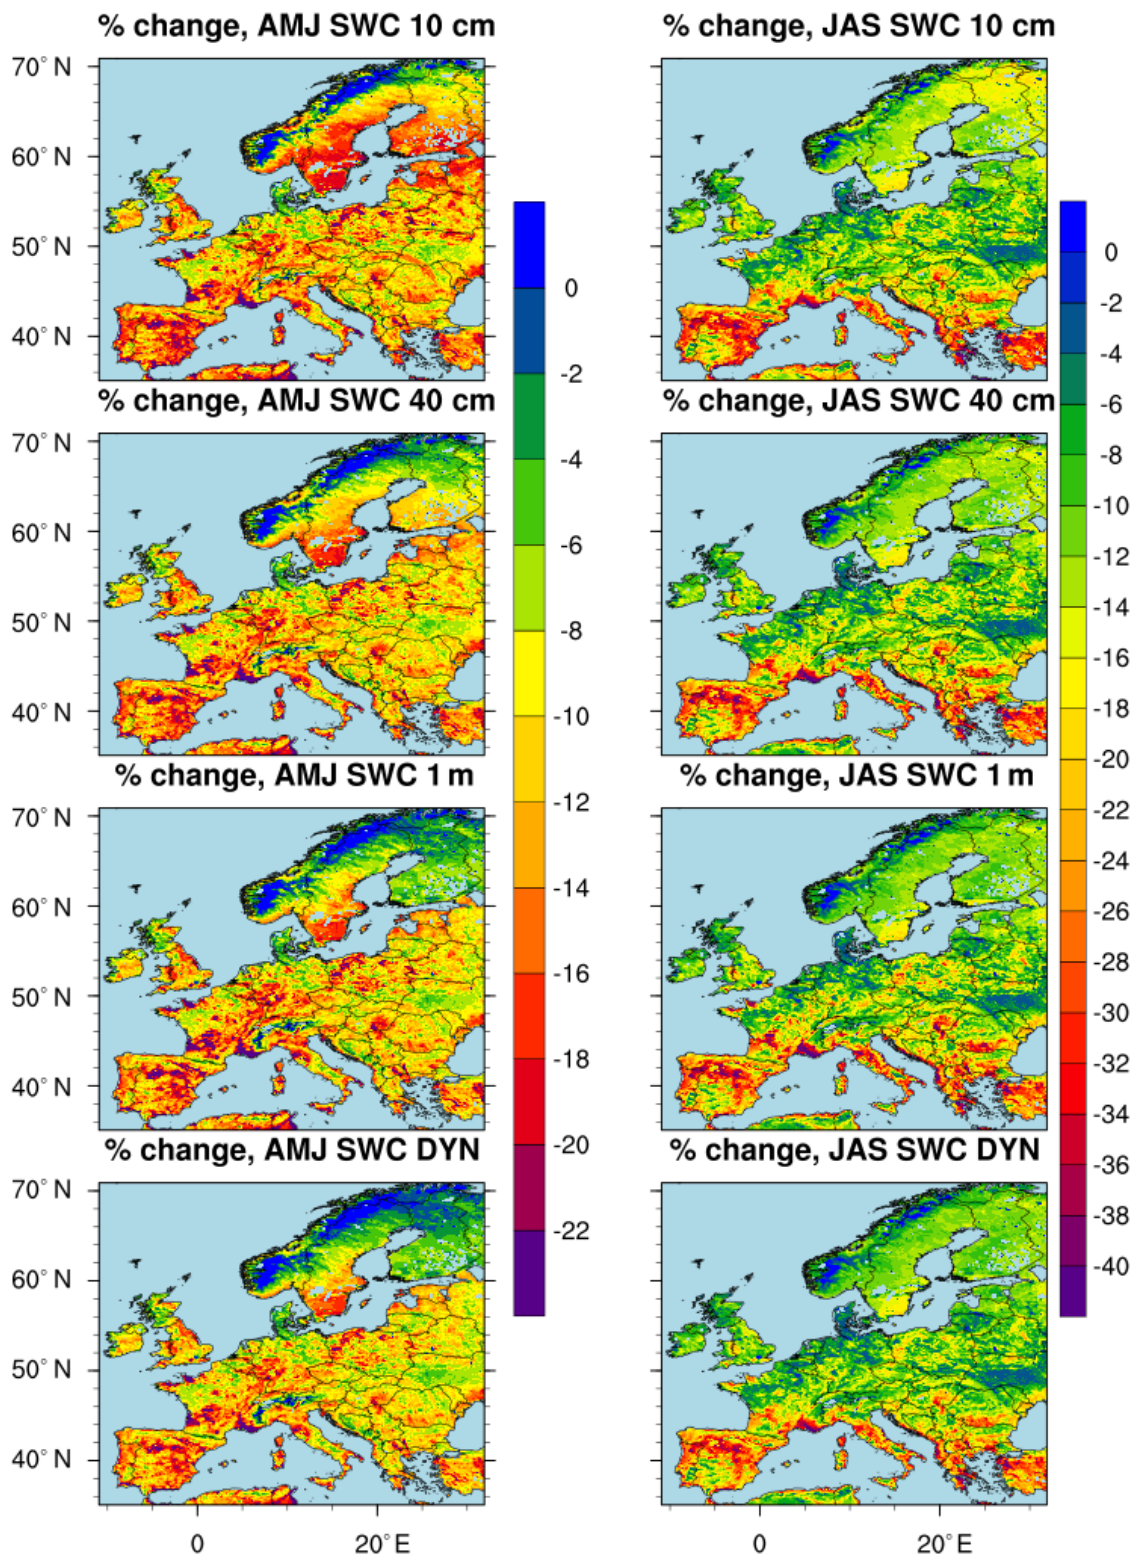 % change, AMJ SWC 10 cm
% change, JAS SWC 10 cm
70° N
60° N
50° N
40° N
% change, AMJ SWC 40 cm
% change, JAS SWC 40 cm
70° N
60° N
50° N
40° N
% change, AMJ SWC 1 m
% change, JAS SWC 1 m
70° N
60° N
50° N
40° N
% change, AMJ SWC DYN
% change, JAS SWC DYN
70° N
60° N
50° N
40° N
0
20° E
0
20° E
0
-2
-4
-6
-8
-10
-12
-14
-16
-18
-20
-22
0
-2
-4
-6
-8
-10
-12
-14
-16
-18
-20
-22
-24
-26
-28
-30
-32
-34
-36
-38
-40